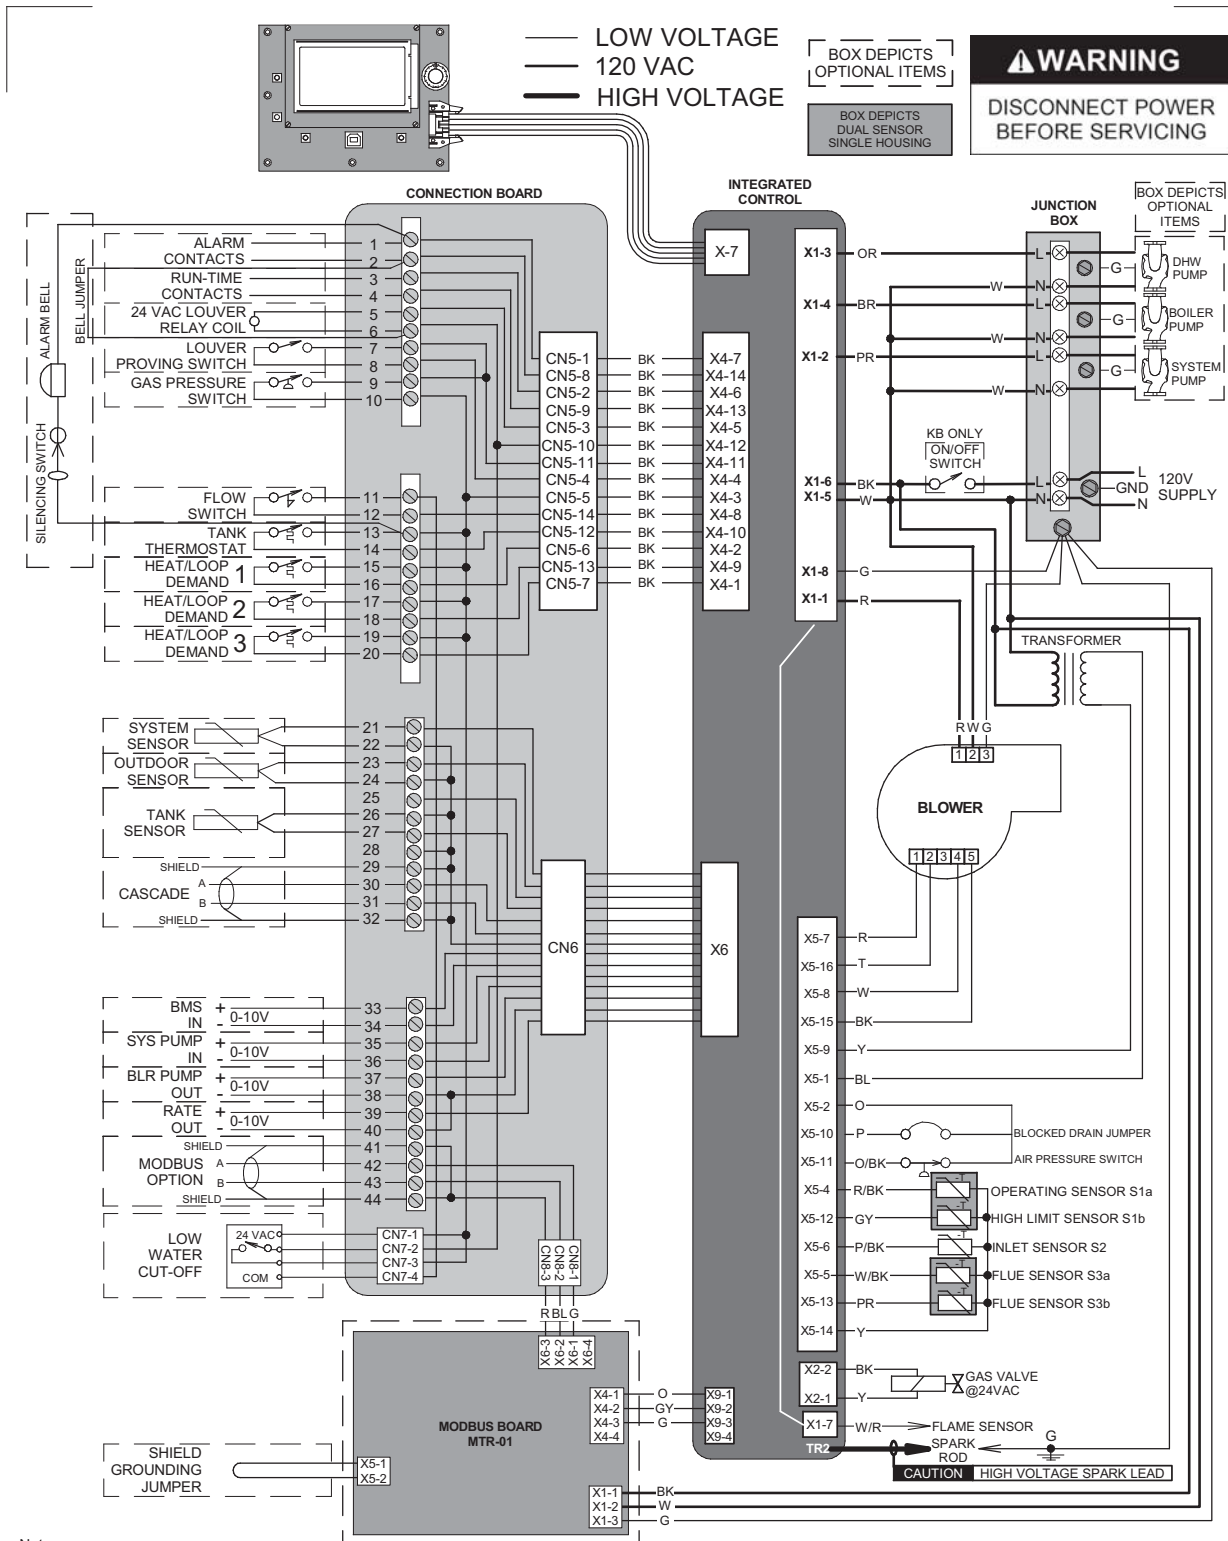 LOW VOLTAGE
120 VAC
HIGH VOLTAGE
BOX DEPICTS
OPTIONAL ITEMS
BOX DEPICTS
DUAL SENSOR
SINGLE HOUSING
WARNING
DISCONNECT POWER
BEFORE SERVICING
CONNECTION BOARD
INTEGRATED
CONTROL
JUNCTION
BOX
BOX DEPICTS
OPTIONAL
ITEMS
ALARM BELL
SILENCING SWITCH
BELL JUMPER
ALARM 1
CONTACTS 2
RUN-TIME 3
CONTACTS 4
24 VAC LOUVER 5
RELAY COIL 6
LOUVER 7
PROVING SWITCH 8
GAS PRESSURE 9
SWITCH 10
FLOW 11
SWITCH 12
TANK 13
THERMOSTAT 14
HEAT/LOOP 15
DEMAND 1 16
HEAT/LOOP 17
DEMAND 2 18
HEAT/LOOP 19
DEMAND 3 20
SYSTEM 21
SENSOR 22
OUTDOOR 23
SENSOR 24
25
TANK 26
SENSOR 27
28
SHIELD 29
CASCADE A 30
B 31
SHIELD 32
BMS + 33
IN - 0-10V 34
SYS PUMP + 35
IN - 0-10V 36
BLR PUMP + 37
OUT - 0-10V 38
RATE + 39
OUT - 0-10V 40
SHIELD 41
MODBUS A 42
OPTION B 43
SHIELD 44
LOW
WATER
CUT-OFF
24 VAC
COM
CN7-1
CN7-2
CN7-3
CN7-4
CN5-1 BK X4-7
CN5-8 BK X4-14
CN5-2 BK X4-6
CN5-9 BK X4-13
CN5-3 BK X4-5
CN5-10 BK X4-12
CN5-11 BK X4-11
CN5-4 BK X4-4
CN5-5 BK X4-3
CN5-14 BK X4-8
CN5-12 BK X4-10
CN5-6 BK X4-2
CN5-13 BK X4-9
CN5-7 BK X4-1
CN6
X6
CN8-3
CN8-2
CN8-1
R BL G
X6-3
X6-2
X6-1
X6-4
X-7
X1-3 OR
X1-4 BR
X1-2 PR
X1-6 BK
X1-5 W
X1-8 G
X1-1 R
L G
W N
L G
W N
L G
W N
DHW
PUMP
BOILER
PUMP
SYSTEM
PUMP
KB ONLY
ON/OFF
SWITCH
L
N
L
GND
N
120V
SUPPLY
TRANSFORMER
R W G
1 2 3
BLOWER
1 2 3 4 5
X5-7 R
X5-16 T
X5-8 W
X5-15 BK
X5-9 Y
X5-1 BL
X5-2 O
X5-10 P BLOCKED DRAIN JUMPER
X5-11 O/BK AIR PRESSURE SWITCH
X5-4 R/BK -T OPERATING SENSOR S1a
X5-12 GY -T HIGH LIMIT SENSOR S1b
X5-6 P/BK -T INLET SENSOR S2
X5-5 W/BK -T FLUE SENSOR S3a
X5-13 PR -T FLUE SENSOR S3b
X5-14 Y
X2-2 BK
X2-1 Y
GAS VALVE
@24VAC
X1-7 W/R FLAME SENSOR
TR2 SPARK
ROD
G
CAUTION HIGH VOLTAGE SPARK LEAD
MODBUS BOARD
MTR-01
X4-1 O X9-1
X4-2 GY X9-2
X4-3 G X9-3
X4-4 X9-4
SHIELD
GROUNDING
JUMPER
X5-1
X5-2
X1-1 BK
X1-2 W
X1-3 G